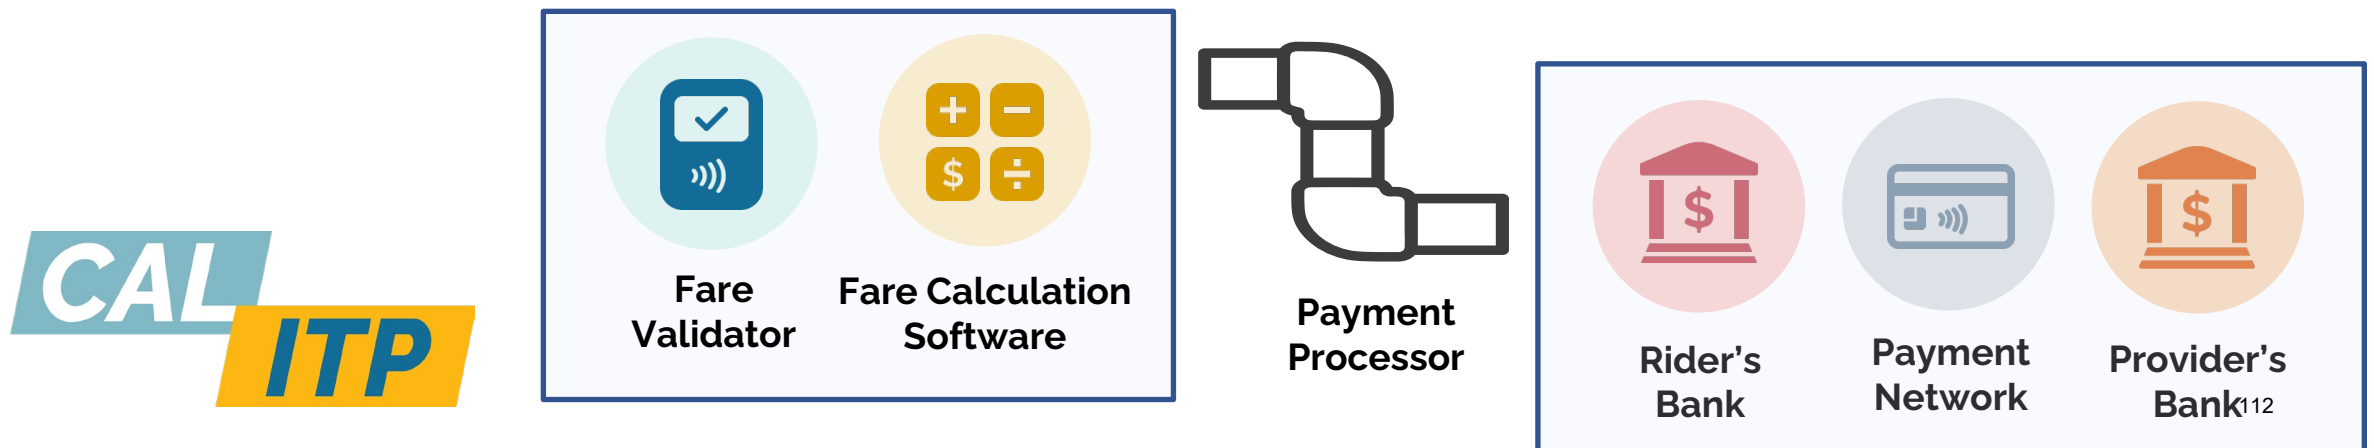 CAL
ITP
Fare
Validator
Fare Calculation
Software
Payment
Processor
Rider’s
Bank
Payment
Network
Provider’s
Bank
112